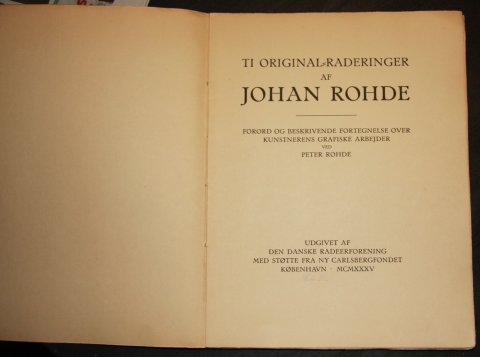 TI ORIGINAL-RADERINGER
AF
JOHAN ROHDE
FORORD OG BESKRIVENDE FORTEGNELSE OVER
KUNSTNERENS GRAFISKE ARBEJDER
VED
PETER ROHDE
UDGIVET AF
DEN DANSKE RADEERFORENING
MED STØTTE FRA NY CARLSBERGFONDET
KØBENHAVN · MCMXXXV